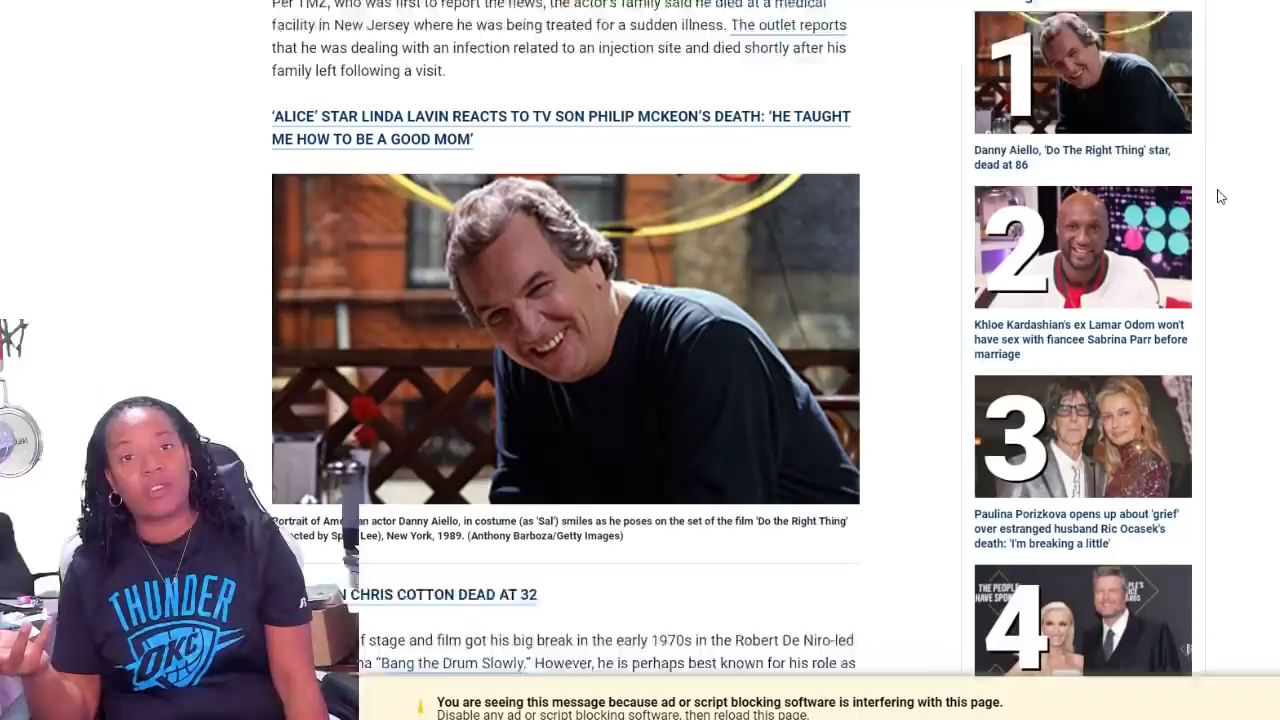 Per TMZ, who was first to report the news, the actor's family said he died at a medical
facility in New Jersey where he was being treated for a sudden illness. The outlet reports
that he was dealing with an infection related to an injection site and died shortly after his
family left following a visit.
'ALICE' STAR LINDA LAVIN REACTS TO TV SON PHILIP MCKEON'S DEATH: 'HE TAUGHT
ME HOW TO BE A GOOD MOM'
Portrait of American actor Danny Aiello, in costume (as 'Sal') smiles as he poses on the set of the film 'Do the Right Thing'
Lee), New York, 1989. (Anthony Barboza/Getty Images)
CHRIS COTTON DEAD AT 32
f stage and film got his big break in the early 1970s in the Robert De Niro-led
"Bang the Drum Slowly." However, he is perhaps best known for his role as
1
Danny Aiello, 'Do The Right Thing' star,
dead at 86
2
Khloe Kardashian's ex Lamar Odom won't
have sex with fiancee Sabrina Parr before
marriage
3
Paulina Porizkova opens up about 'grief'
over estranged husband Ric Ocasek's
death: 'I'm breaking a little'
4
THE PEOPLE
THUNDER
OKC
You are seeing this message because ad or script blocking software is interfering with this page.
Disable any ad or script blocking software, then reload this page.